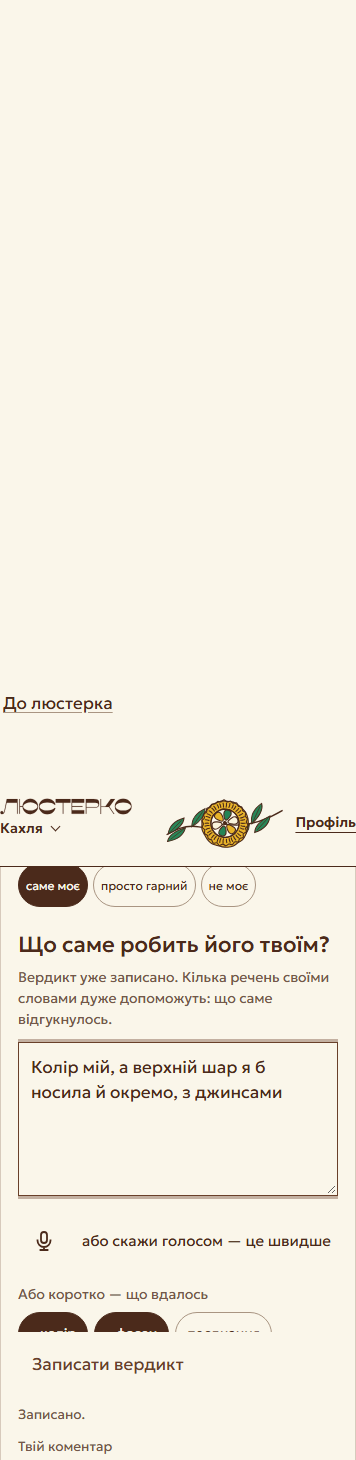 До люстерка
ЛЮСТЕРКО
Кахля
Профіль
саме моє
просто гарний
не моє
Що саме робить його твоїм?
Вердикт уже записано. Кілька речень своїми
словами дуже допоможуть: що саме
відгукнулось.
Колір мій, а верхній шар я б
носила й окремо, з джинсами
або скажи голосом — це швидше
Або коротко — що вдалось
Записати вердикт
Записано.
Твій коментар